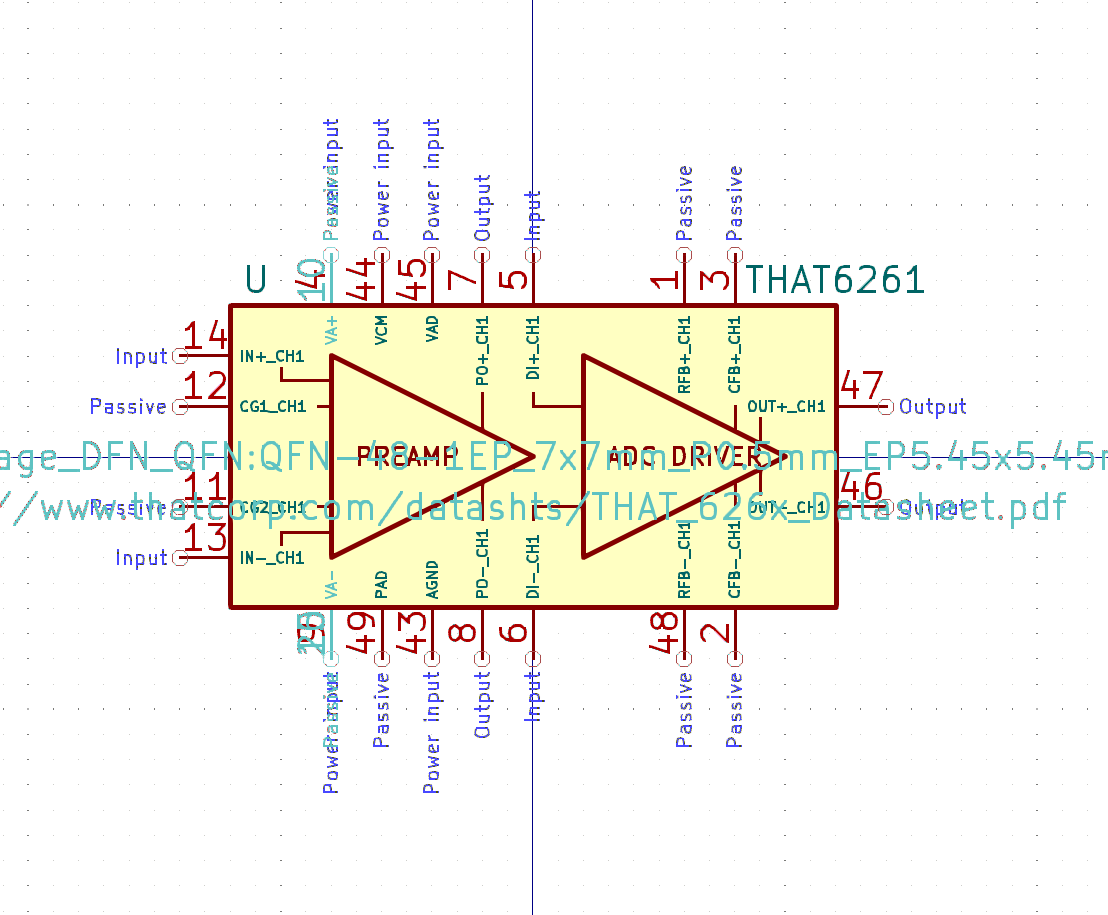 Power input
Passive
Power input
Power input
Output
Input
Passive
Passive
4
10
44
45
7
5
1
3
U
THAT6261
VA+
VCM
VAD
PO+_CH1
DI+_CH1
RFB+_CH1
CFB+_CH1
Input
14
IN+_CH1
Passive
12
CG1_CH1
OUT+_CH1
47
Output
PREAMP
ADC DRIVER
age_DFN_QFN:QFN-48-1EP_7x7mm_P0.5mm_EP5.45x5.45
//www.thatcorp.com/datashts/THAT_626x_Datasheet.pdf
Passive
11
CG2_CH1
OUT-_CH1
46
Output
Input
13
IN-_CH1
VA-
PAD
AGND
PO-_CH1
DI-_CH1
RFB-_CH1
CFB-_CH1
49
43
8
6
48
2
Power input
Passive
Passive
Power input
Output
Input
Passive
Passive